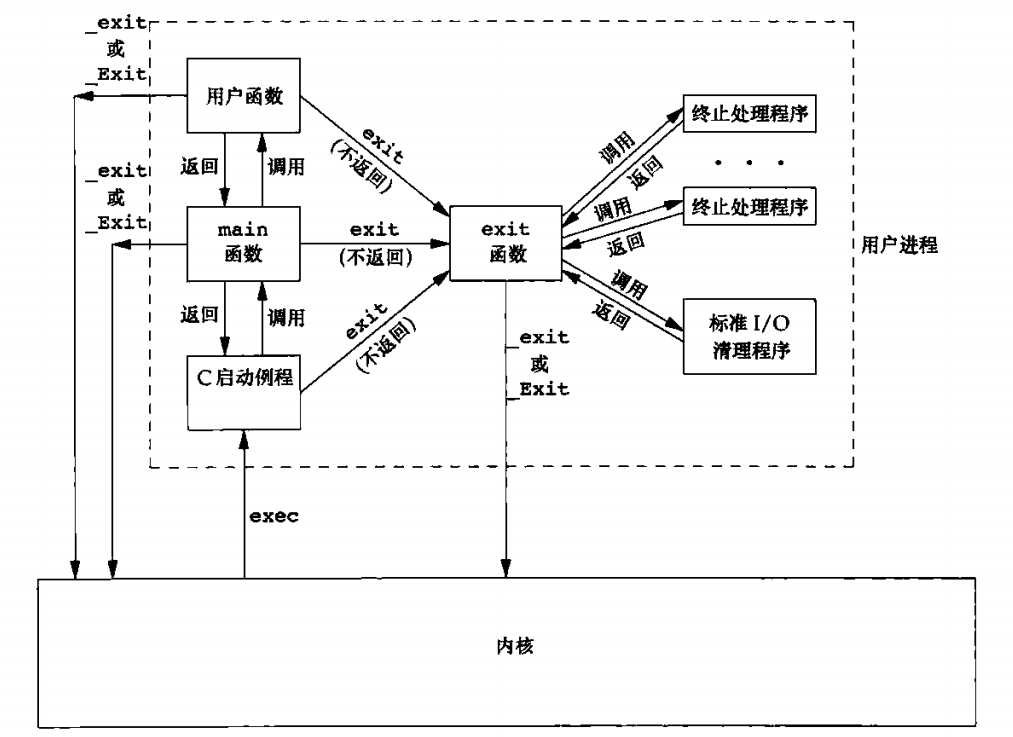 _exit
或
_Exit
用户函数
返回
调用
exit
(不返回)
_exit
或
_Exit
main
函数
exit
(不返回)
返回
调用
C启动例程
exit
(不返回)
exit
函数
调用
返回
终止处理程序
· · ·
调用
返回
终止处理程序
调用
返回
标准 I/O
清理程序
用户进程
_exit
或
_Exit
exec
内核